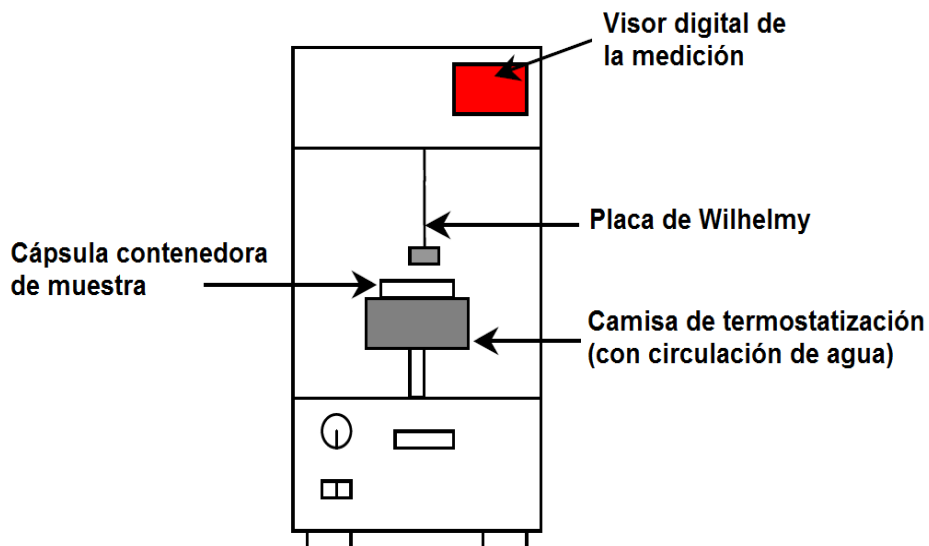 Visor digital de
la medición
Placa de Wilhelmy
Cápsula contenedora
de muestra
Camisa de termostatización
(con circulación de agua)